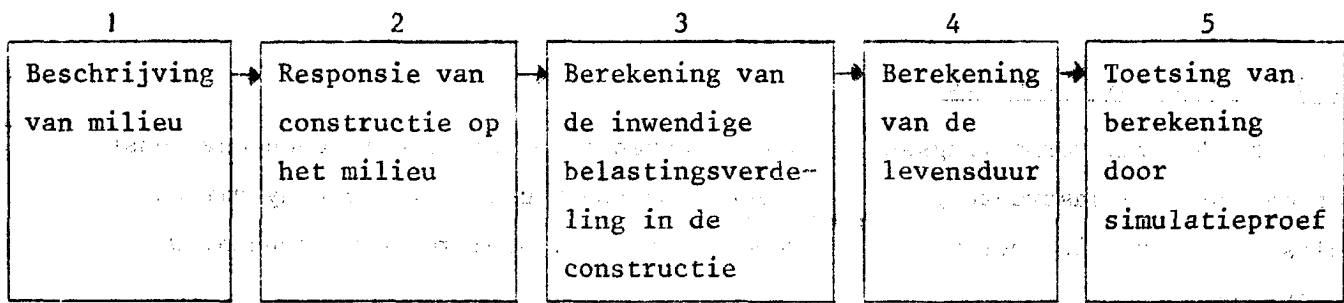 1
2
3
4
5
Beschrijving
van milieu
Responsie van
constructie op
het milieu
Berekening van
de inwendige
belastingsverde-
ling in de
constructie
Berekening
van de
levensduur
Toetsing van
berekening
door
simulatieproef